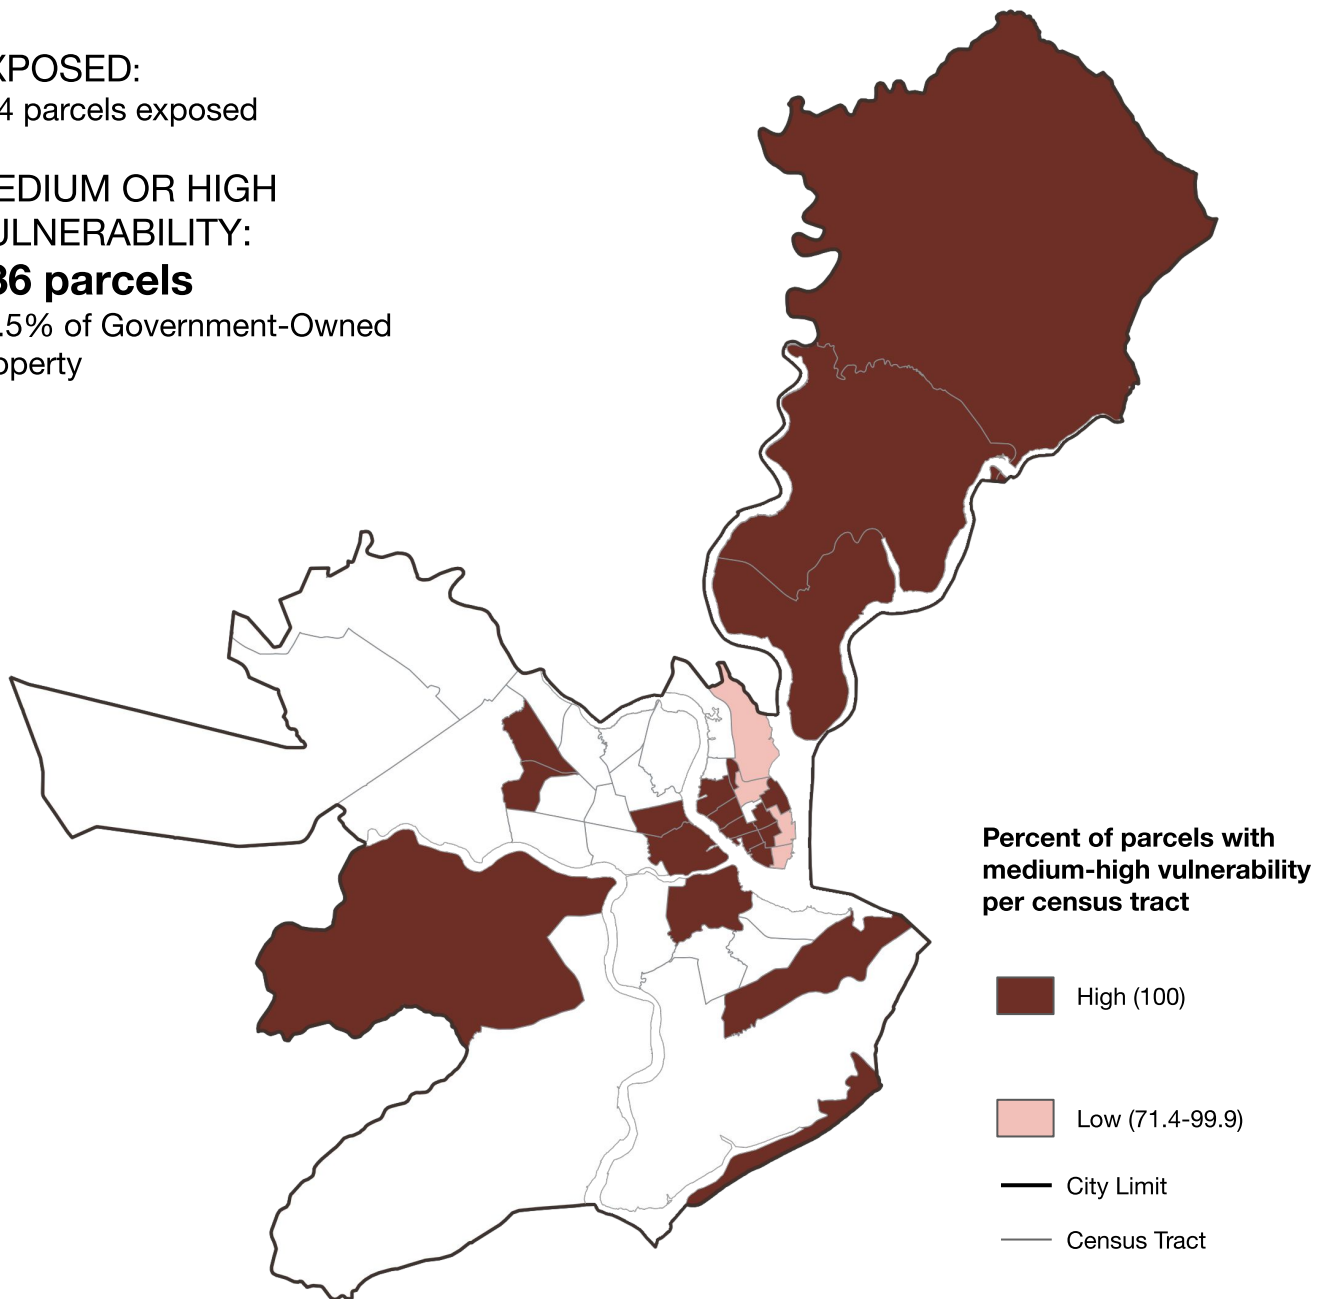 XPOSED:
4 parcels exposed
EDIUM OR HIGH
ULNERABILITY:
36 parcels
.5% of Government-Owned
operty
Percent of parcels with
medium-high vulnerability
per census tract
High (100)
Low (71.4-99.9)
City Limit
Census Tract